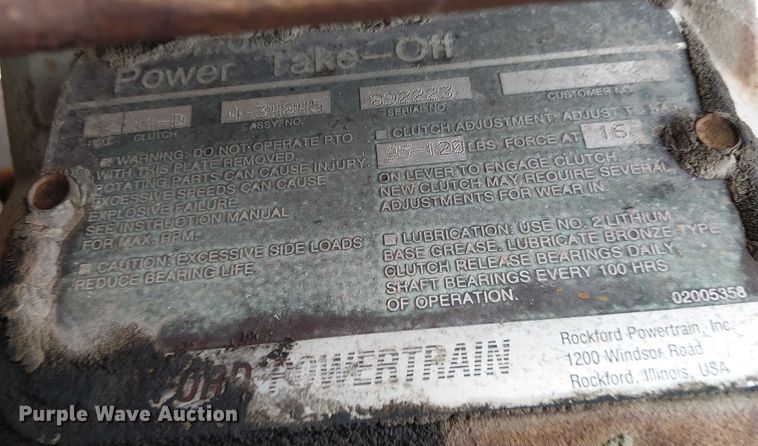 Power Take-Off
4-34845
892223
CLUTCH
ASSY. NO.
SERIAL NO.
CUSTOMER I.C.
WARNING: DO NOT OPERATE PTO
WITH THIS PLATE REMOVED.
ROTATING PARTS CAN CAUSE INJURY.
EXCESSIVE SPEEDS CAN CAUSE
EXPLOSIVE FAILURE.
SEE INSTRUCTION MANUAL
FOR MAX. RPM.
CAUTION: EXCESSIVE SIDE LOADS
REDUCE BEARING LIFE.
CLUTCH ADJUSTMENT: ADJUST TO
95-120 LBS. FORCE AT 16
ON LEVER TO ENGAGE CLUTCH.
NEW CLUTCH MAY REQUIRE SEVERAL
ADJUSTMENTS FOR WEAR IN.
LUBRICATION: USE NO. 2 LITHIUM
BASE GREASE. LUBRICATE BRONZE TYPE
CLUTCH RELEASE BEARINGS DAILY
SHAFT BEARINGS EVERY 100 HRS
OF OPERATION.
02005358
POWERTRAIN
Rockford Powertrain, Inc.
1200 Windsor Road
Rockford, Illinois, USA
Purple Wave Auction